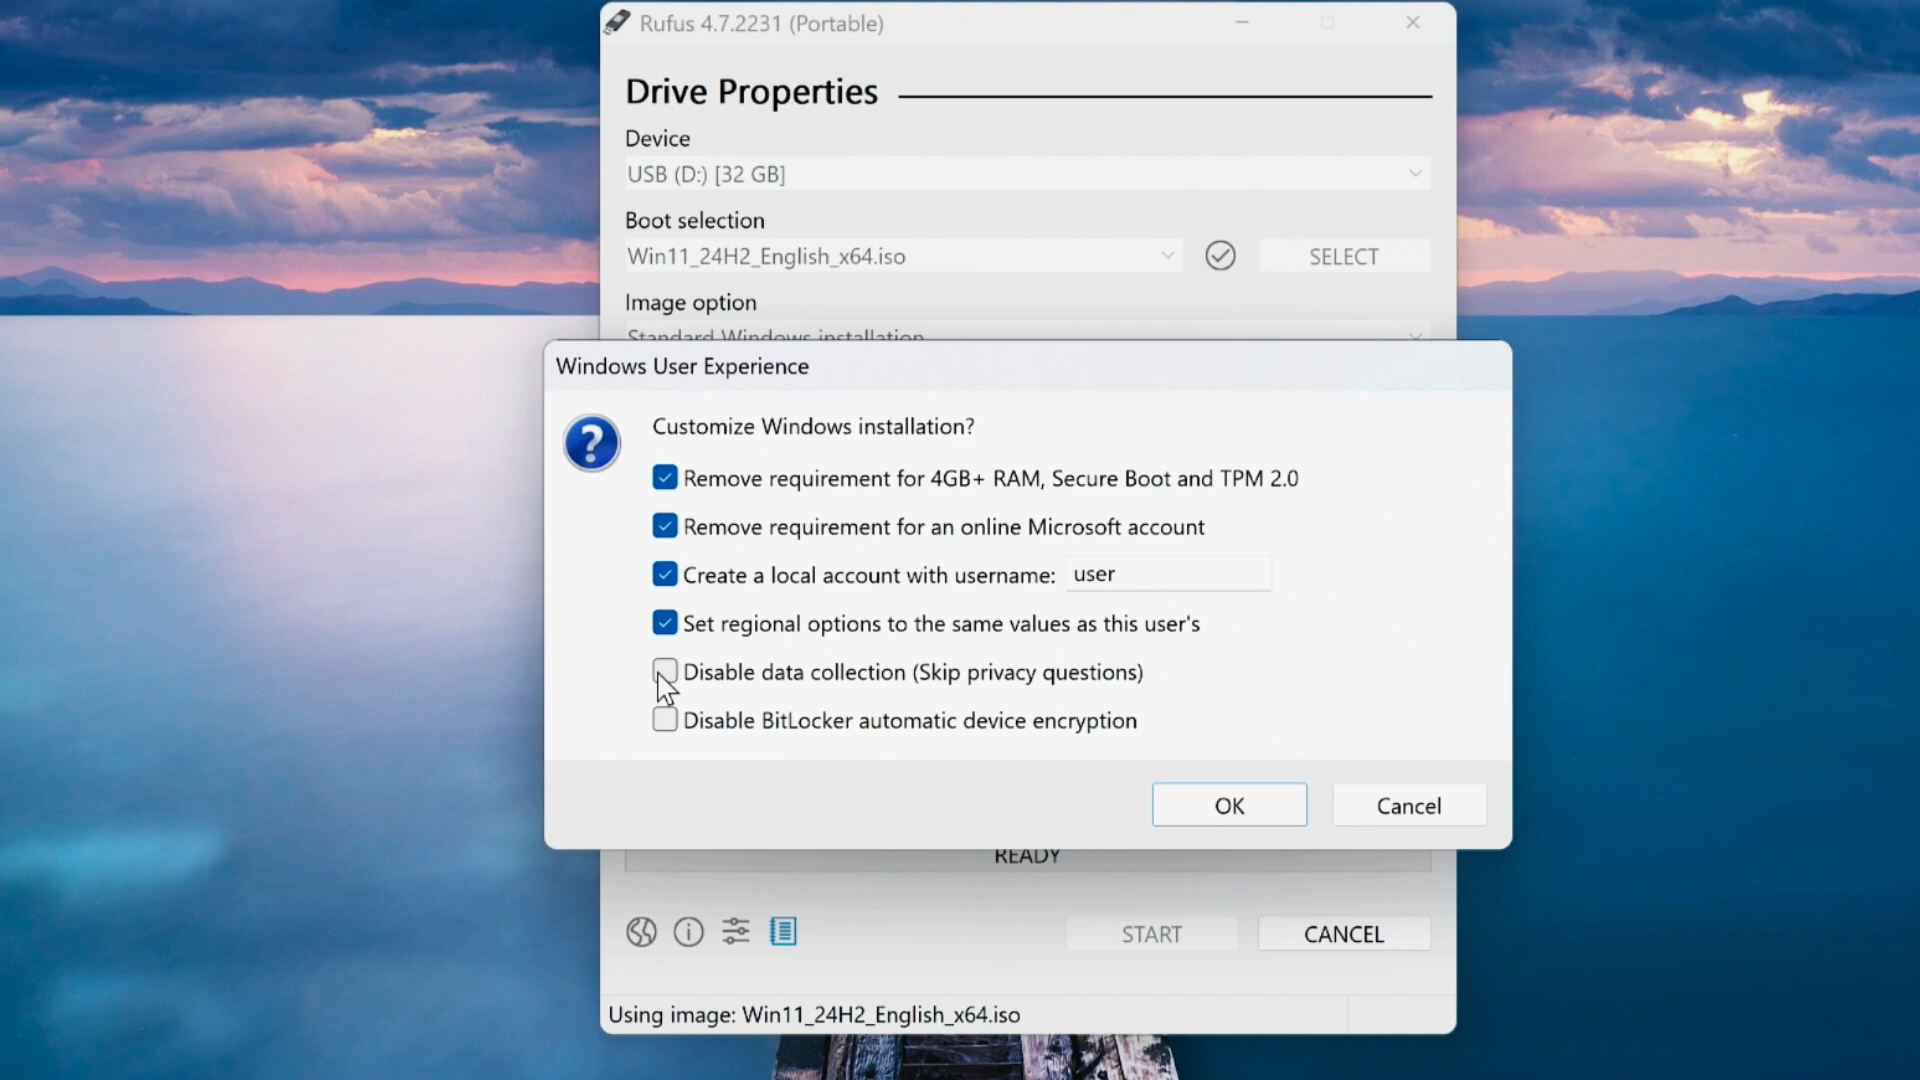 Rufus 4.7.2231 (Portable)
Drive Properties
Device
USB (D:) [32 GB]
Boot selection
Win11_24H2_English_x64.iso
SELECT
Image option
Standard Windows installation
Windows User Experience
?
Customize Windows installation?
Remove requirement for 4GB+ RAM, Secure Boot and TPM 2.0
Remove requirement for an online Microsoft account
Create a local account with username: user
Set regional options to the same values as this user's
Disable data collection (Skip privacy questions)
Disable BitLocker automatic device encryption
OK
Cancel
READY
START
CANCEL
Using image: Win11_24H2_English_x64.iso